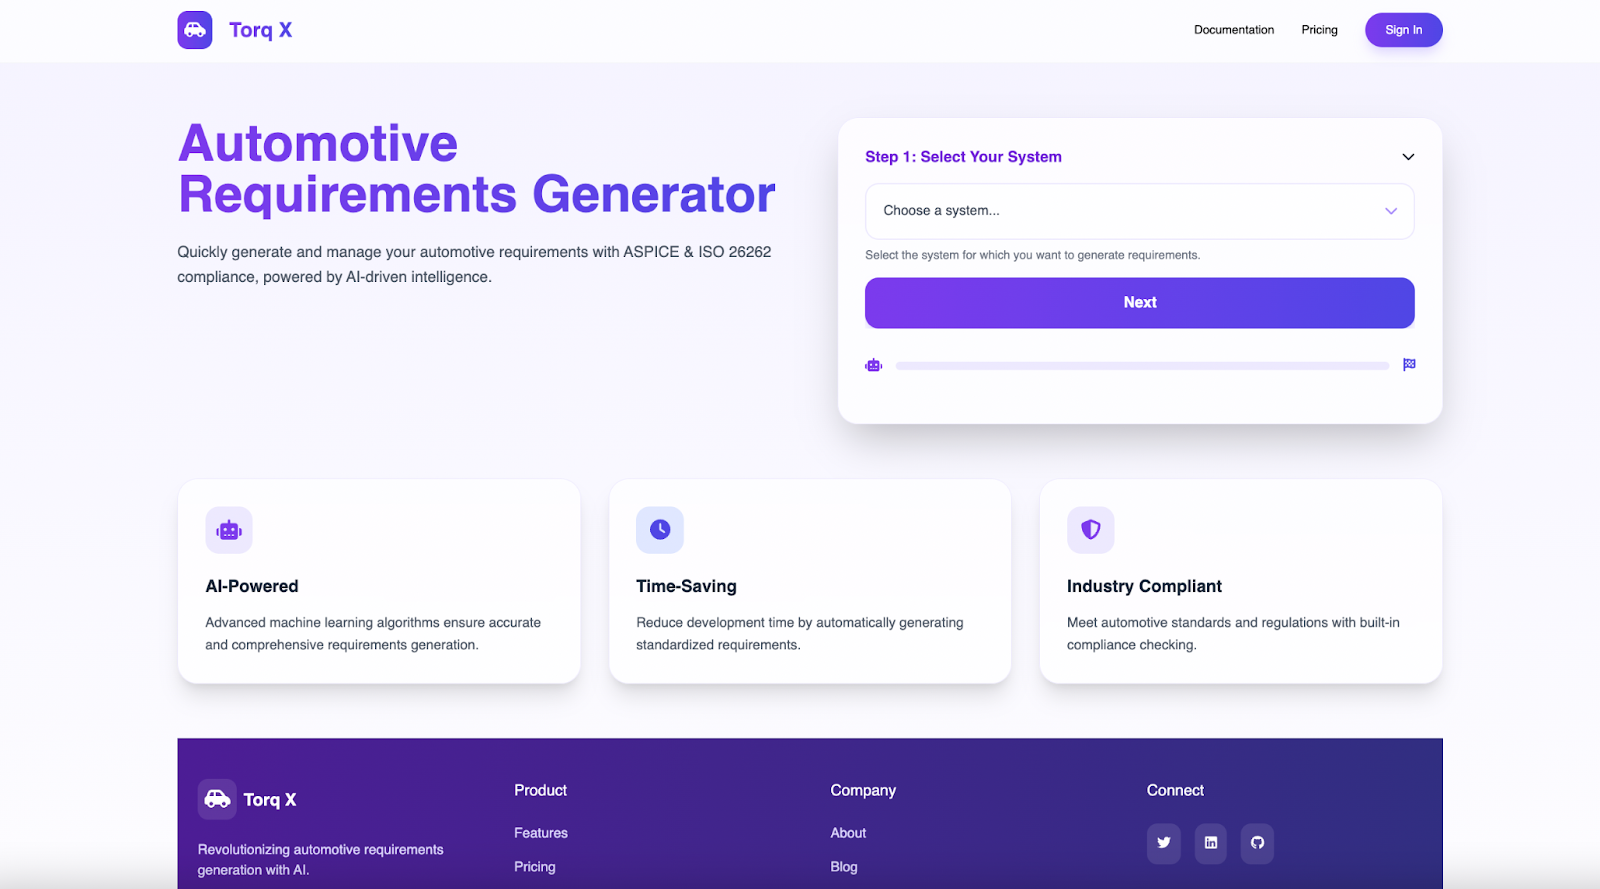 Torq X
Documentation
Pricing
Sign In
Automotive
Requirements Generator
Quickly generate and manage your automotive requirements with ASPICE & ISO 26262
compliance, powered by AI-driven intelligence.
Step 1: Select Your System
Choose a system...
Select the system for which you want to generate requirements.
Next
AI-Powered
Advanced machine learning algorithms ensure accurate
and comprehensive requirements generation.
Time-Saving
Reduce development time by automatically generating
standardized requirements.
Industry Compliant
Meet automotive standards and regulations with built-in
compliance checking.
Torq X
Revolutionizing automotive requirements
generation with AI.
Product
Features
Pricing
Company
About
Blog
Connect